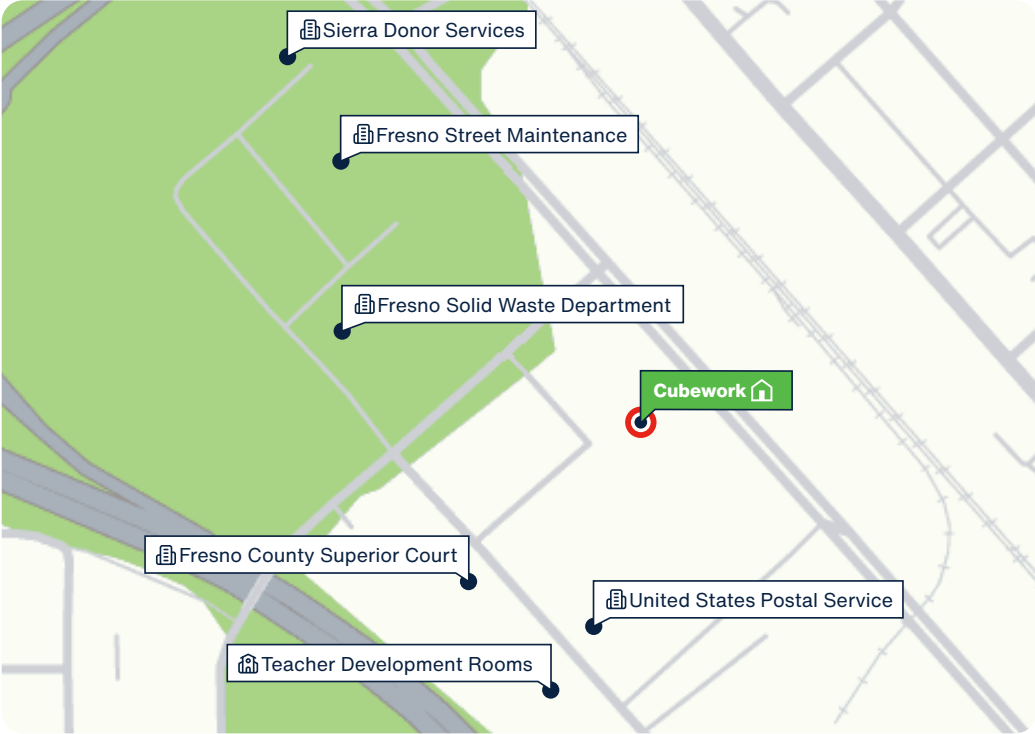 Sierra Donor Services
Fresno Street Maintenance
Fresno Solid Waste Department
Cubework
Fresno County Superior Court
United States Postal Service
Teacher Development Rooms